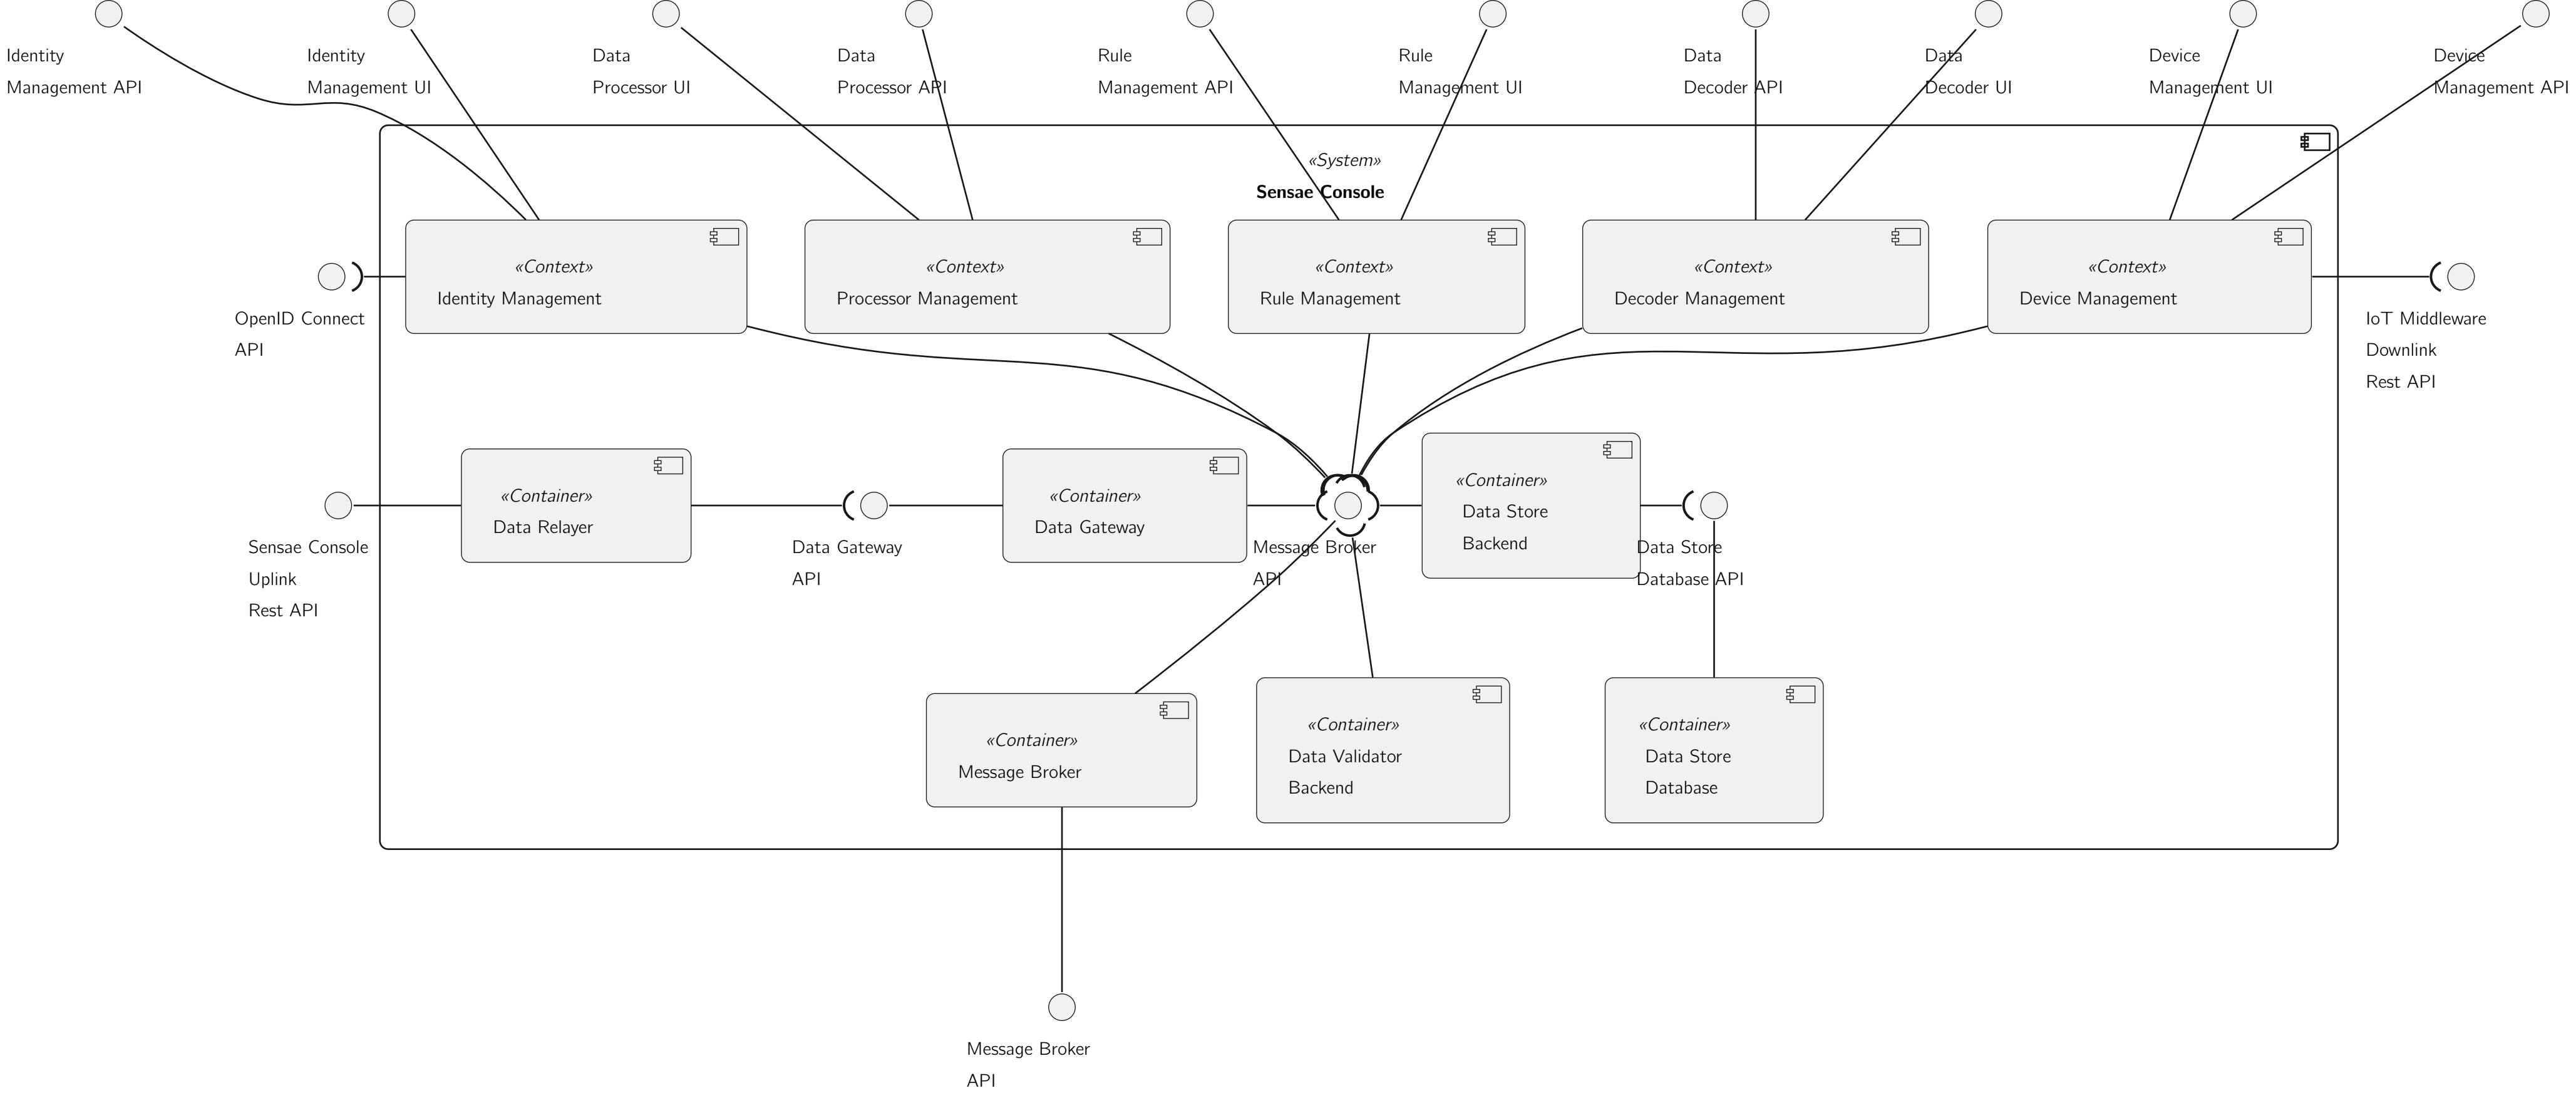 Identity
Management API
Identity
Management UI
Data
Processor UI
Data
Processor API
Rule
Management API
Rule
Management UI
Data
Decoder API
Data
Decoder UI
Device
Management UI
Device
Management API
«System»
Sensae Console
«Context»
Identity Management
«Context»
Processor Management
«Context»
Rule Management
«Context»
Decoder Management
«Context»
Device Management
OpenID Connect
API
IoT Middleware
Downlink
Rest API
«Container»
Data Relayer
«Container»
Data Gateway
«Container»
Data Store
Backend
Sensae Console
Uplink
Rest API
Data Gateway
API
Message Broker
API
Data Store
Database API
«Container»
Message Broker
«Container»
Data Validator
Backend
«Container»
Data Store
Database
Message Broker
API